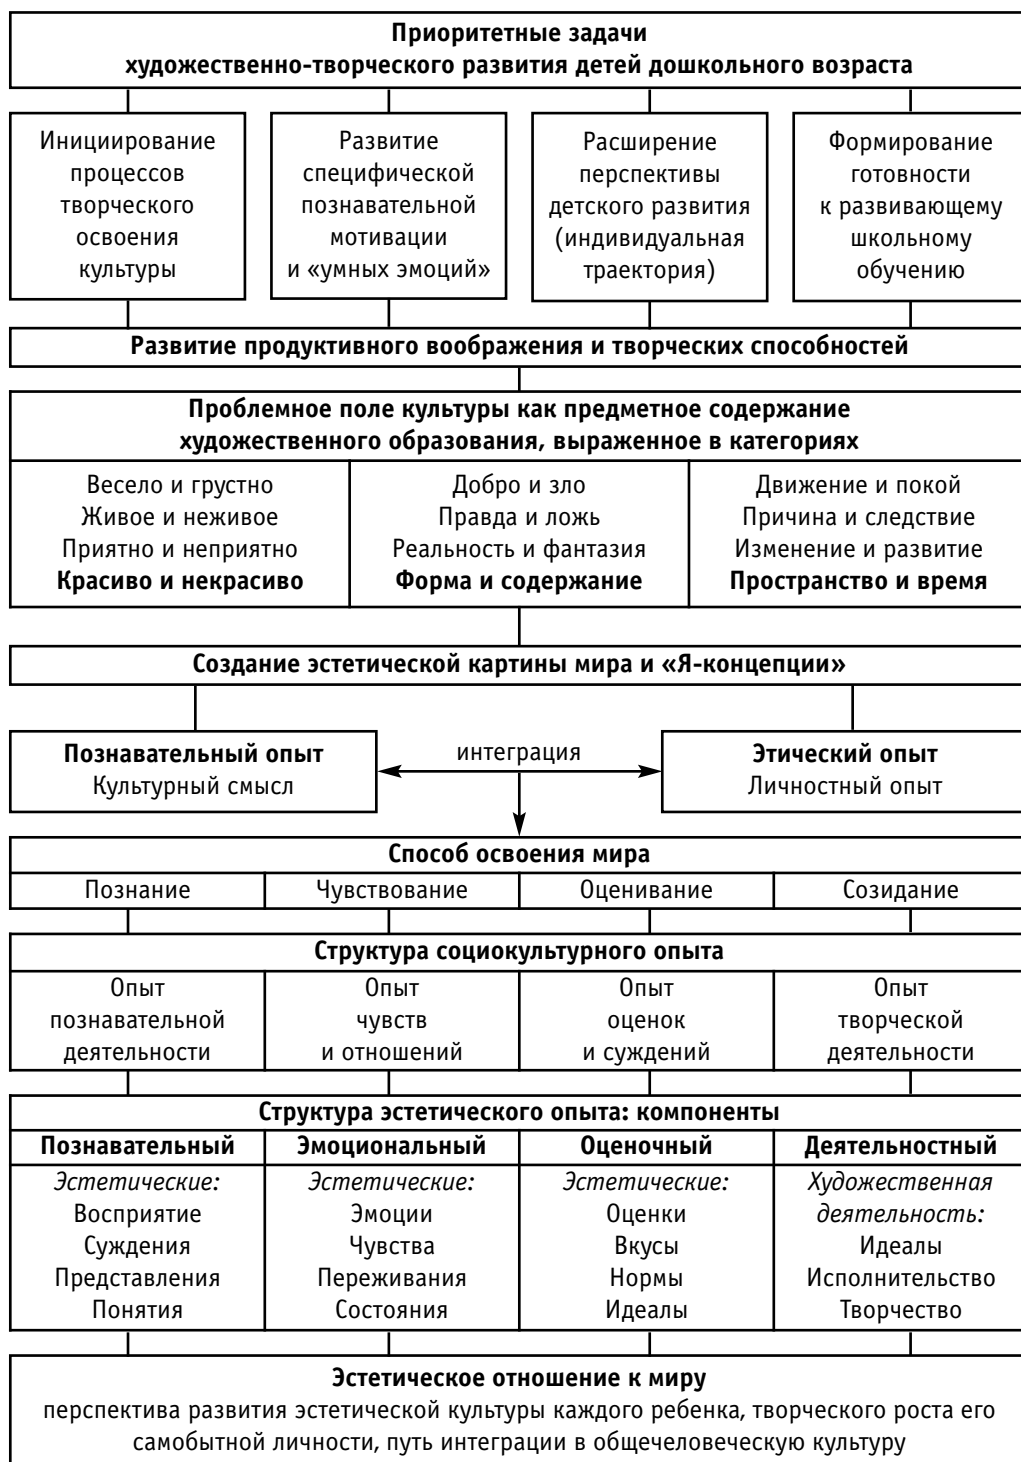 Приоритетные задачи
художественно-творческого развития детей дошкольного возраста
Инициирование
процессов
творческого
освоения
культуры
Развитие
специфической
познавательной
мотивации
и «умных эмоций»
Расширение
перспективы
детского развития
(индивидуальная
траектория)
Формирование
готовности
к развивающему
школьному
обучению
Развитие продуктивного воображения и творческих способностей
Проблемное поле культуры как предметное содержание
художественного образования, выраженное в категориях
Весело и грустно
Живое и неживое
Приятно и неприятно
Красиво и некрасиво
Добро и зло
Правда и ложь
Реальность и фантазия
Форма и содержание
Движение и покой
Причина и следствие
Изменение и развитие
Пространство и время
Создание эстетической картины мира и «Я-концепции»
Познавательный опыт
Культурный смысл
интеграция
Этический опыт
Личностный опыт
Способ освоения мира
Познание
Чувствование
Оценивание
Созидание
Структура социокультурного опыта
Опыт
познавательной
деятельности
Опыт
чувств
и отношений
Опыт
оценок
и суждений
Опыт
творческой
деятельности
Структура эстетического опыта: компоненты
Познавательный
Эмоциональный
Оценочный
Деятельностный
Эстетические:
Восприятие
Суждения
Представления
Понятия
Эстетические:
Эмоции
Чувства
Переживания
Состояния
Эстетические:
Оценки
Вкусы
Нормы
Идеалы
Художественная
деятельность:
Идеалы
Исполнительство
Творчество
Эстетическое отношение к миру
перспектива развития эстетической культуры каждого ребенка, творческого роста его
самобытной личности, путь интеграции в общечеловеческую культуру